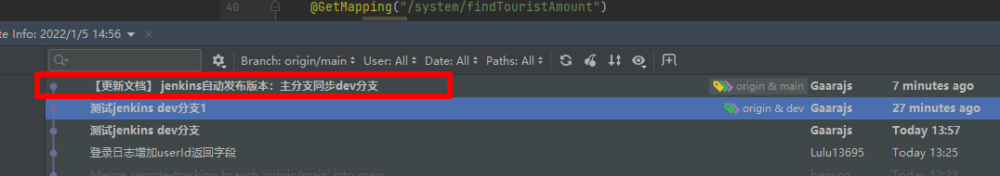 40 @GetMapping("/system/findTouristAmount")
te Info: 2022/1/5 14:56
Branch: origin/main User: All Date: All Paths: All
【更新文档】 jenkins自动发布版本：主分支同步dev分支 origin & main Gaarajs 7 minutes ago
测试jenkins dev分支1 origin & dev Gaarajs 27 minutes ago
测试jenkins dev分支 Gaarajs Today 13:57
登录日志增加userId返回字段 Lulu13695 Today 13:25
Merge remote-tracking branch 'origin/main' into main